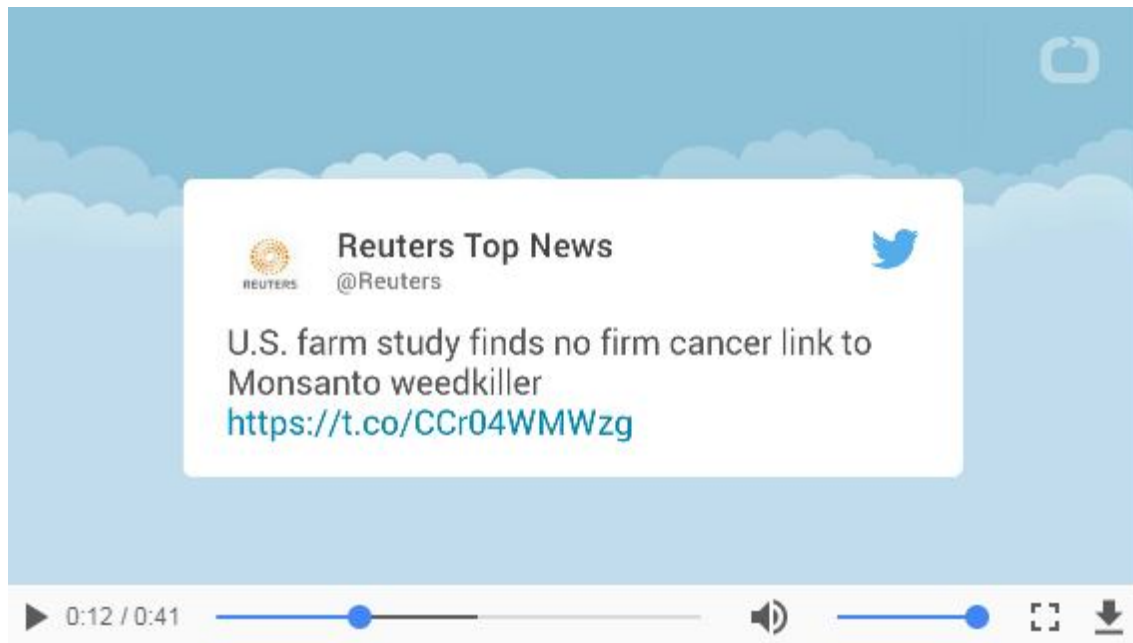 Reuters Top News
REUTERS
@Reuters
U.S. farm study finds no firm cancer link to
Monsanto weedkiller
https://t.co/CCr04WMWzg
0:12 / 0:41